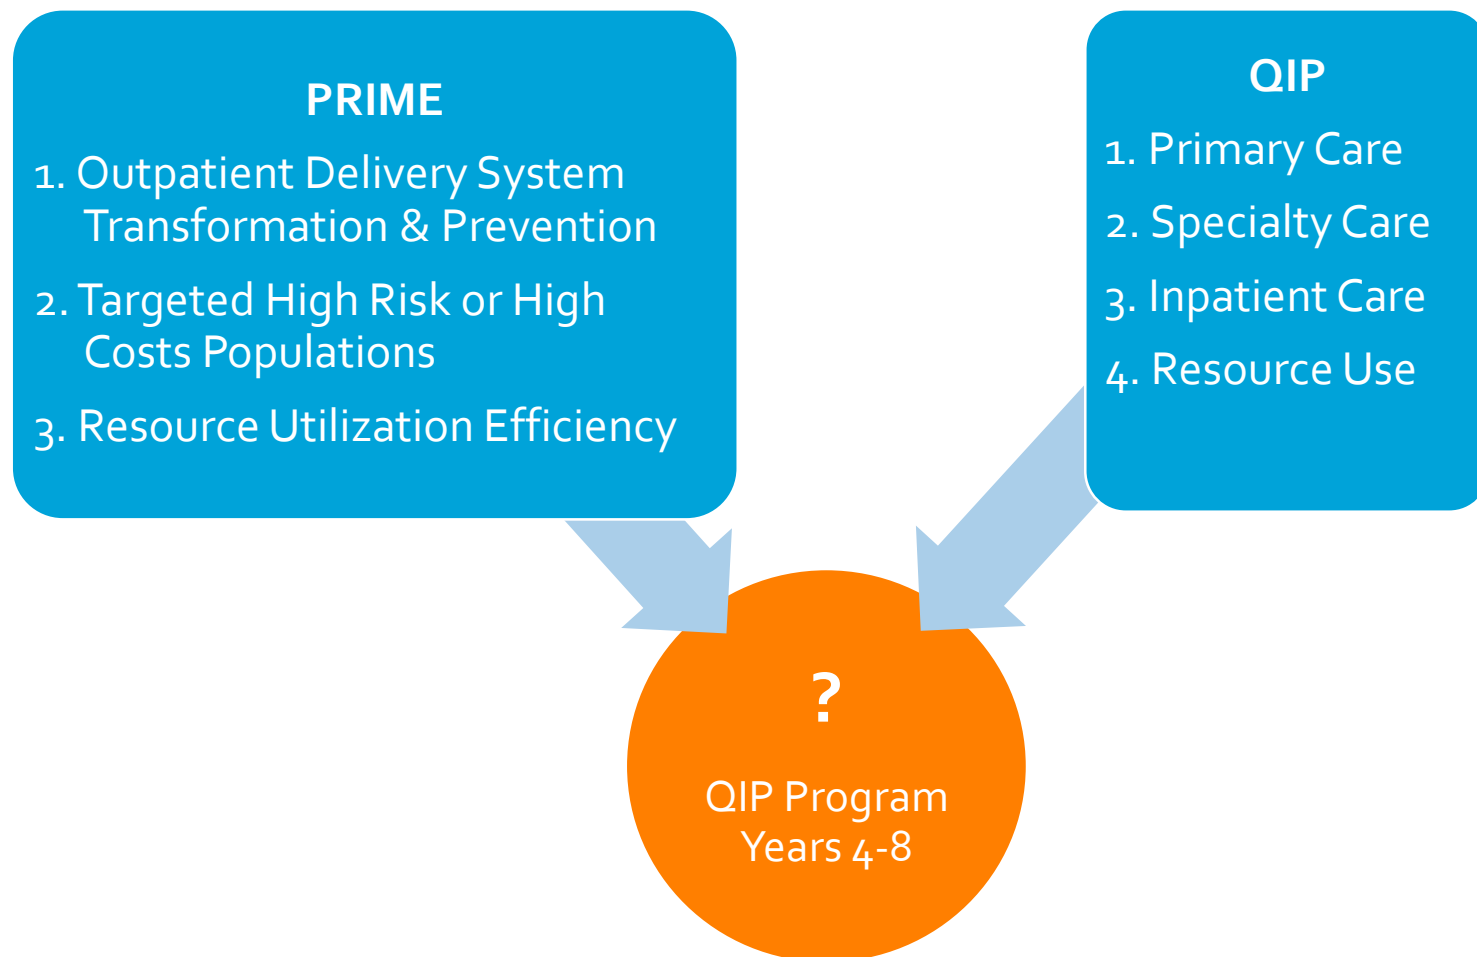 PRIME
1. Outpatient Delivery System
Transformation & Prevention
2. Targeted High Risk or High
Costs Populations
3. Resource Utilization Efficiency
QIP
1. Primary Care
2. Specialty Care
3. Inpatient Care
4. Resource Use
?
QIP Program
Years 4-8